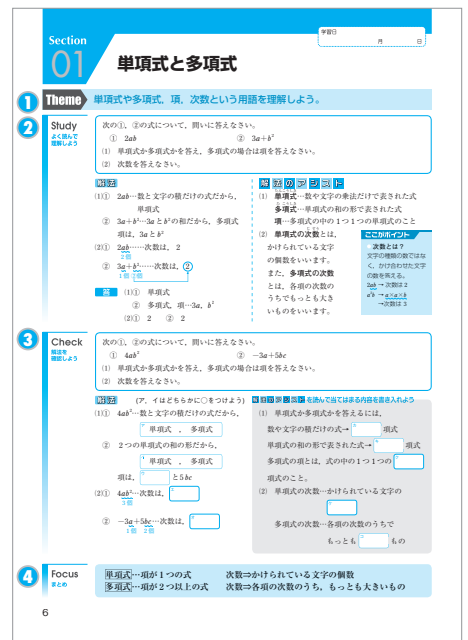 学習日
月 日
Section
01
単項式と多項式
1 Theme 単項式や多項式，項，次数という用語を理解しよう。
2 Study
よく読んで
理解しよう
次の①，②の式について，問いに答えなさい。
① 2ab ② 3a+b²
(1) 単項式か多項式かを答え，多項式の場合は項を答えなさい。
(2) 次数を答えなさい。
解法
(1)① 2ab…数と文字の積だけの式だから，
単項式
② 3a+b²…3aとb²の和だから，多項式
項は，3aとb²
(2)① 2ab……次数は，2
2個
② 3a+b²……次数は，②
1個 2個
答 (1)① 単項式
② 多項式，項…3a，b²
(2)① 2 ② 2
解法のアシスト
(1) 単項式…数や文字の乗法だけで表された式
多項式…単項式の和の形で表された式
項…多項式の中の1つ1つの単項式のこと
(2) 単項式の次数とは，
かけられている文字
の個数をいいます。
また，多項式の次数
とは，各項の次数の
うちでもっとも大き
いものをいいます。
ここがポイント
次数とは？
文字の種類の数ではな
く，かけ合わせた文字
の数を答える。
2ab → 次数は2
a²b → a×a×b
→次数は3
3 Check
解法を
確認しよう
次の①，②の式について，問いに答えなさい。
① 4ab² ② −3a+5bc
(1) 単項式か多項式かを答え，多項式の場合は項を答えなさい。
(2) 次数を答えなさい。
解法 (ア，イはどちらかに○をつけよう)
(1)① 4ab²…数と文字の積だけの式だから，
単項式 ， 多項式
② 2つの単項式の和の形だから，
単項式 ， 多項式
項は， と5bc
(2)① 4ab²…次数は，
3個
② −3a+5bc…次数は，
1個 2個
解法のアシスト を読んで当てはまる内容を書き入れよう
(1) 単項式か多項式かを答えるには，
数や文字の積だけの式→ 項式
単項式の和の形で表された式→ 項式
多項式の項とは，式の中の1つ1つの
項式のこと。
(2) 単項式の次数…かけられている文字の
多項式の次数…各項の次数のうちで
もっとも もの
4 Focus
まとめ
単項式…項が1つの式 次数⇒かけられている文字の個数
多項式…項が2つ以上の式 次数⇒各項の次数のうち，もっとも大きいもの
6